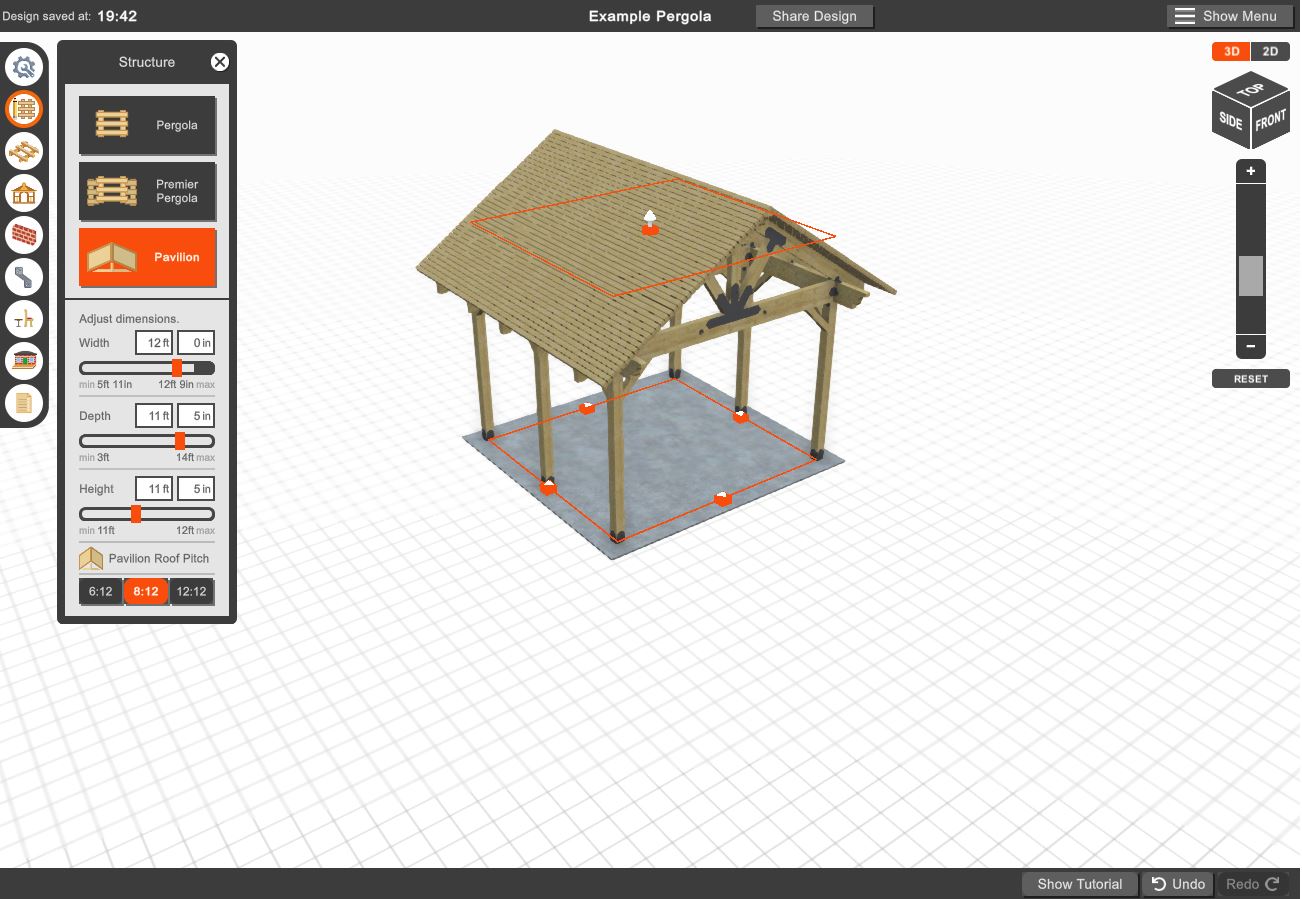 Design saved at: 19:42
Example Pergola
Share Design
Show Menu
Structure
Pergola
Premier
Pergola
Pavilion
Adjust dimensions.
Width 12 ft 0 in
min 5ft 11in 12ft 9in max
Depth 11 ft 5 in
min 3ft 14ft max
Height 11 ft 5 in
min 11ft 12ft max
Pavilion Roof Pitch
6:12 8:12 12:12
3D 2D
TOP
SIDE FRONT
+
−
RESET
Show Tutorial
Undo
Redo